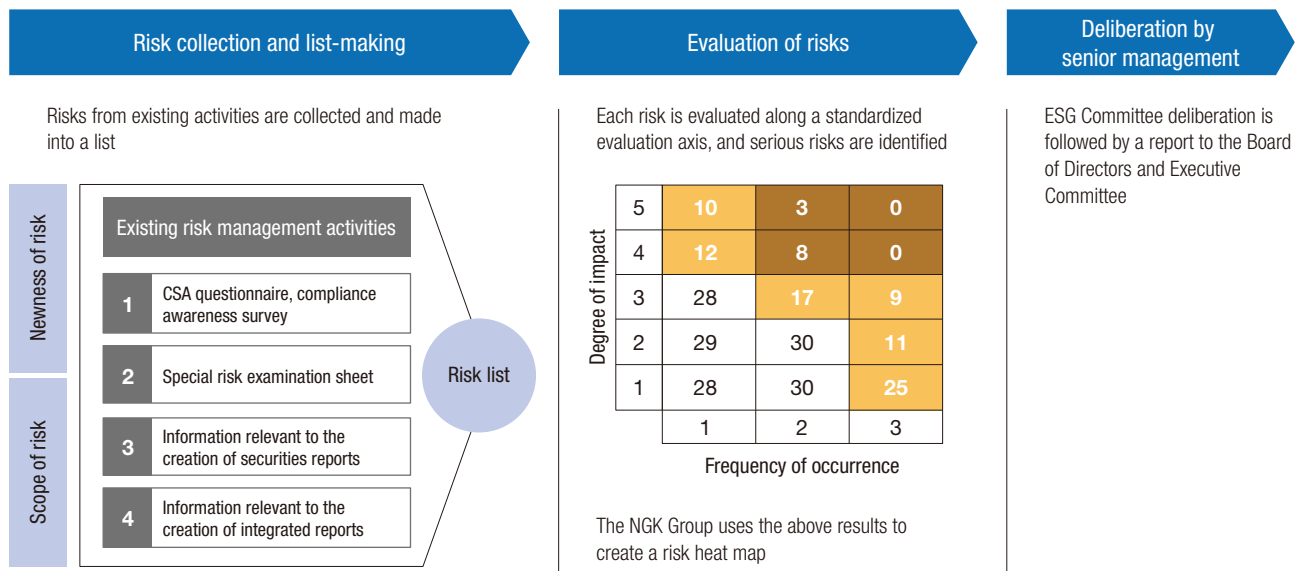 Risk collection and list-making
Risks from existing activities are collected and made
into a list
Newness of risk
Scope of risk
Existing risk management activities
1
CSA questionnaire, compliance
awareness survey
2
Special risk examination sheet
3
Information relevant to the
creation of securities reports
4
Information relevant to the
creation of integrated reports
Risk list
Evaluation of risks
Each risk is evaluated along a standardized
evaluation axis, and serious risks are identified
Degree of impact
5 10 3 0
4 12 8 0
3 28 17 9
2 29 30 11
1 28 30 25
1 2 3
Frequency of occurrence
The NGK Group uses the above results to
create a risk heat map
Deliberation by
senior management
ESG Committee deliberation is
followed by a report to the Board
of Directors and Executive
Committee